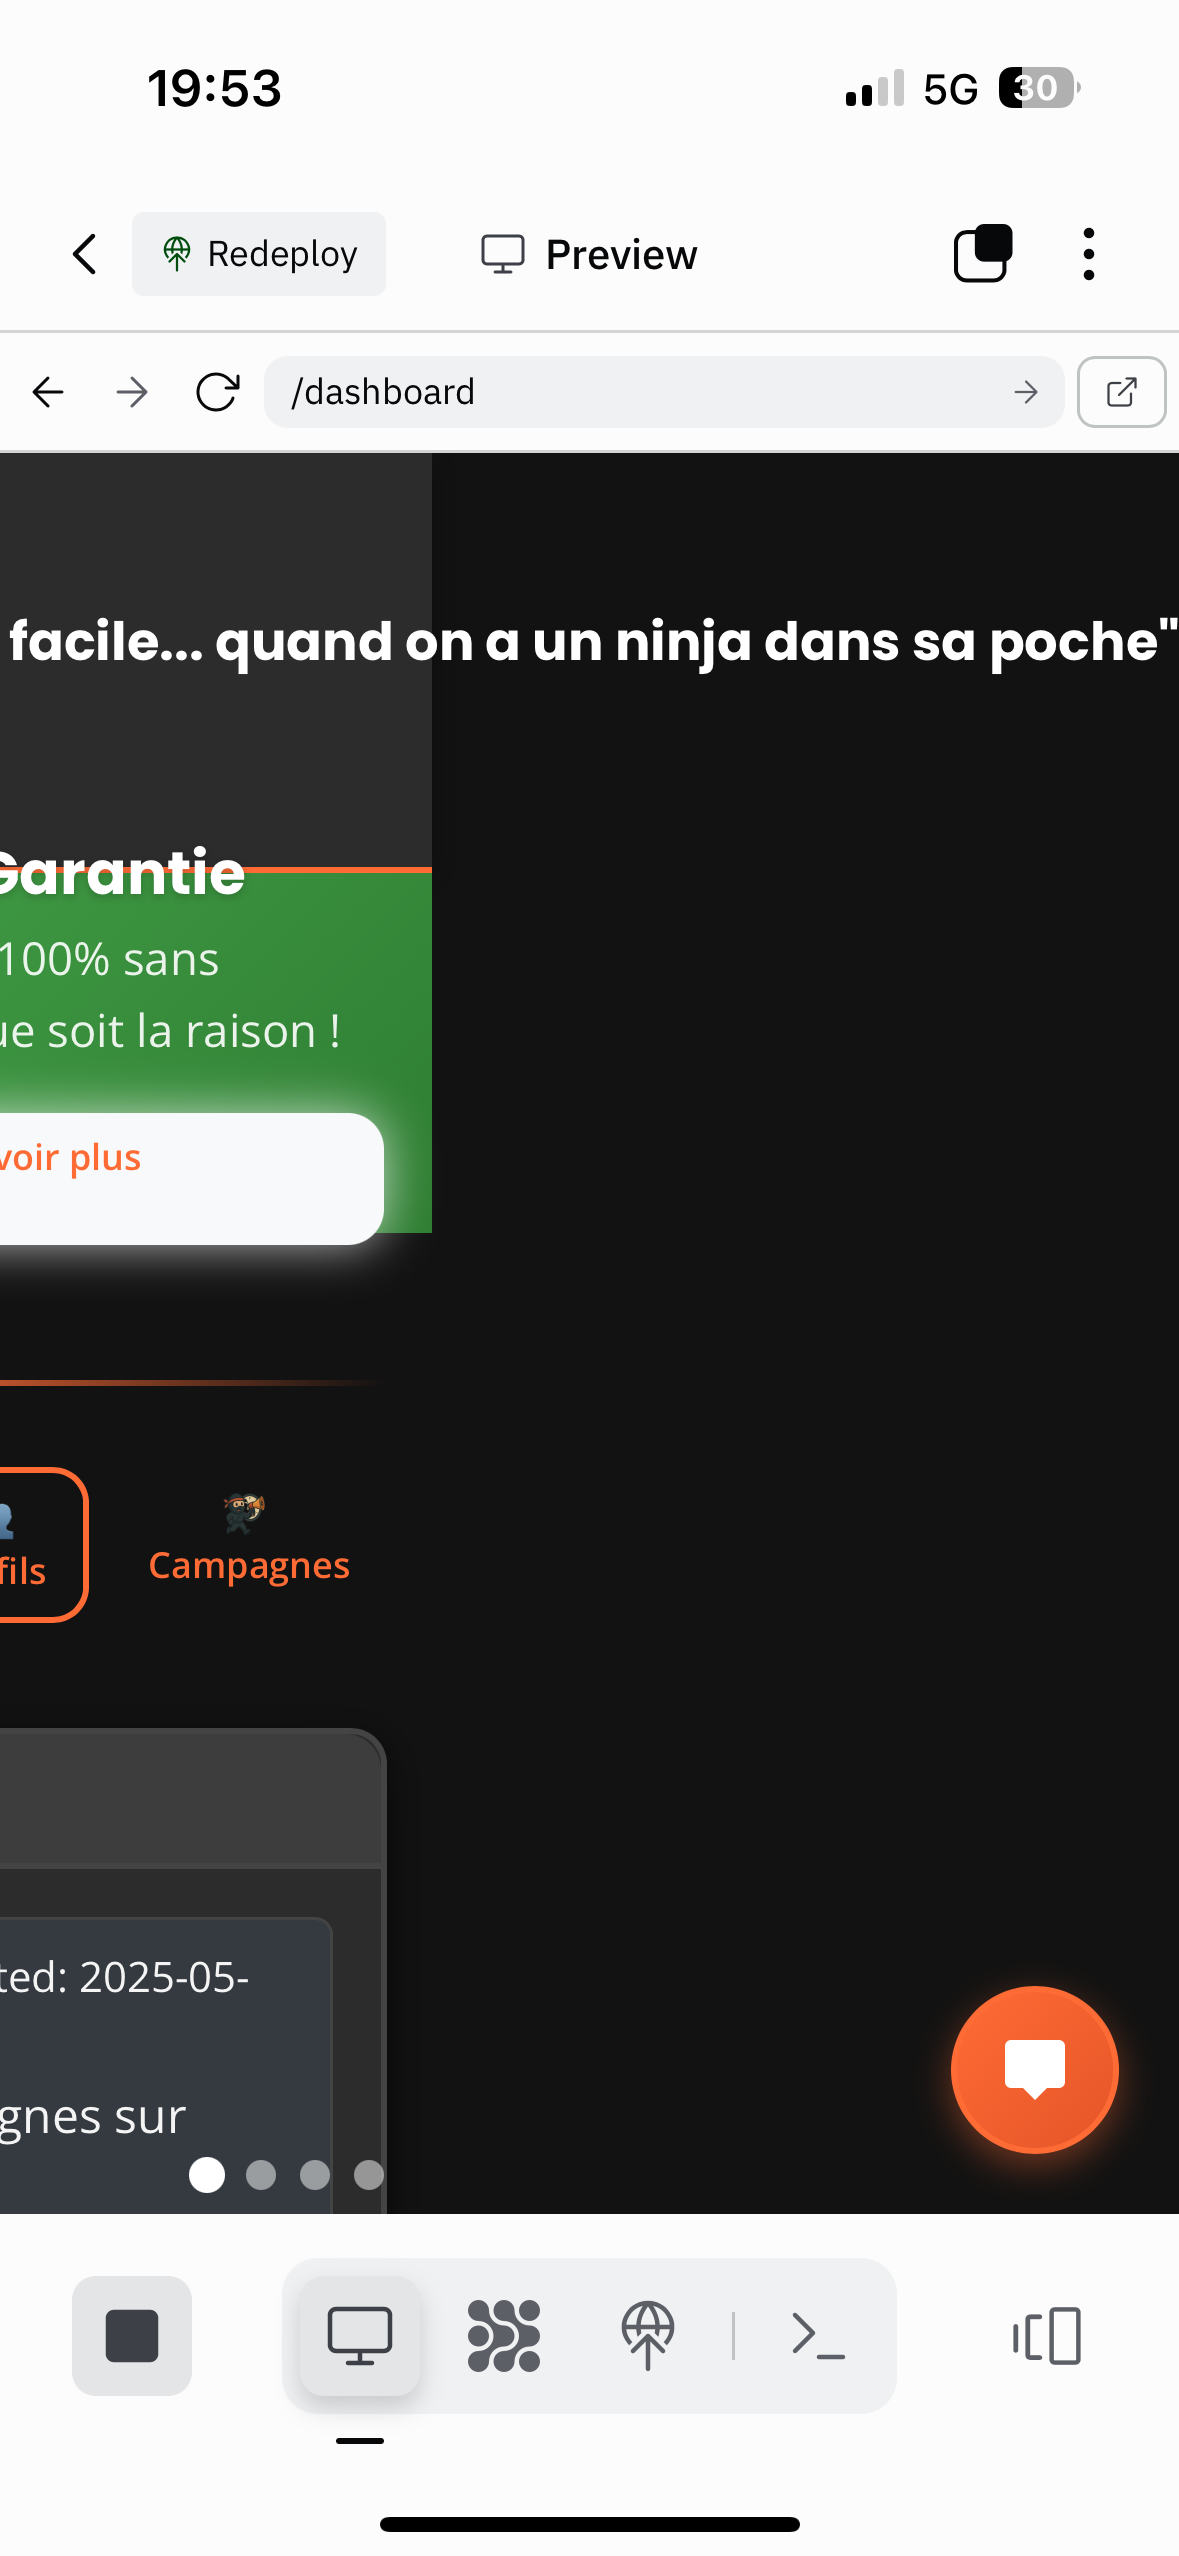 19:53
5G
30
Redeploy
Preview
/dashboard
facile... quand on a un ninja dans sa poche"
Garantie
100% sans
ue soit la raison !
voir plus
fils
Campagnes
ted: 2025-05-
gnes sur